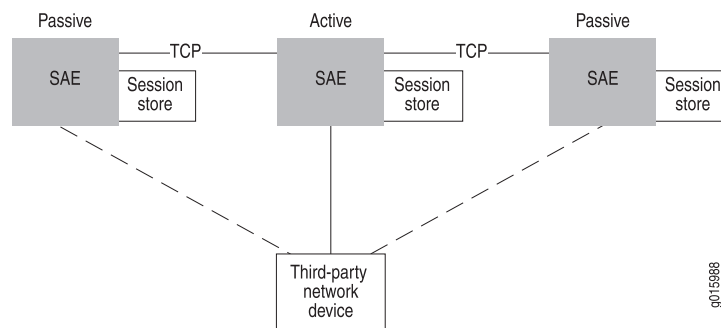 Passive
Active
Passive
SAE
TCP
SAE
TCP
SAE
Session
store
Session
store
Session
store
Third-party
network
device
g015988